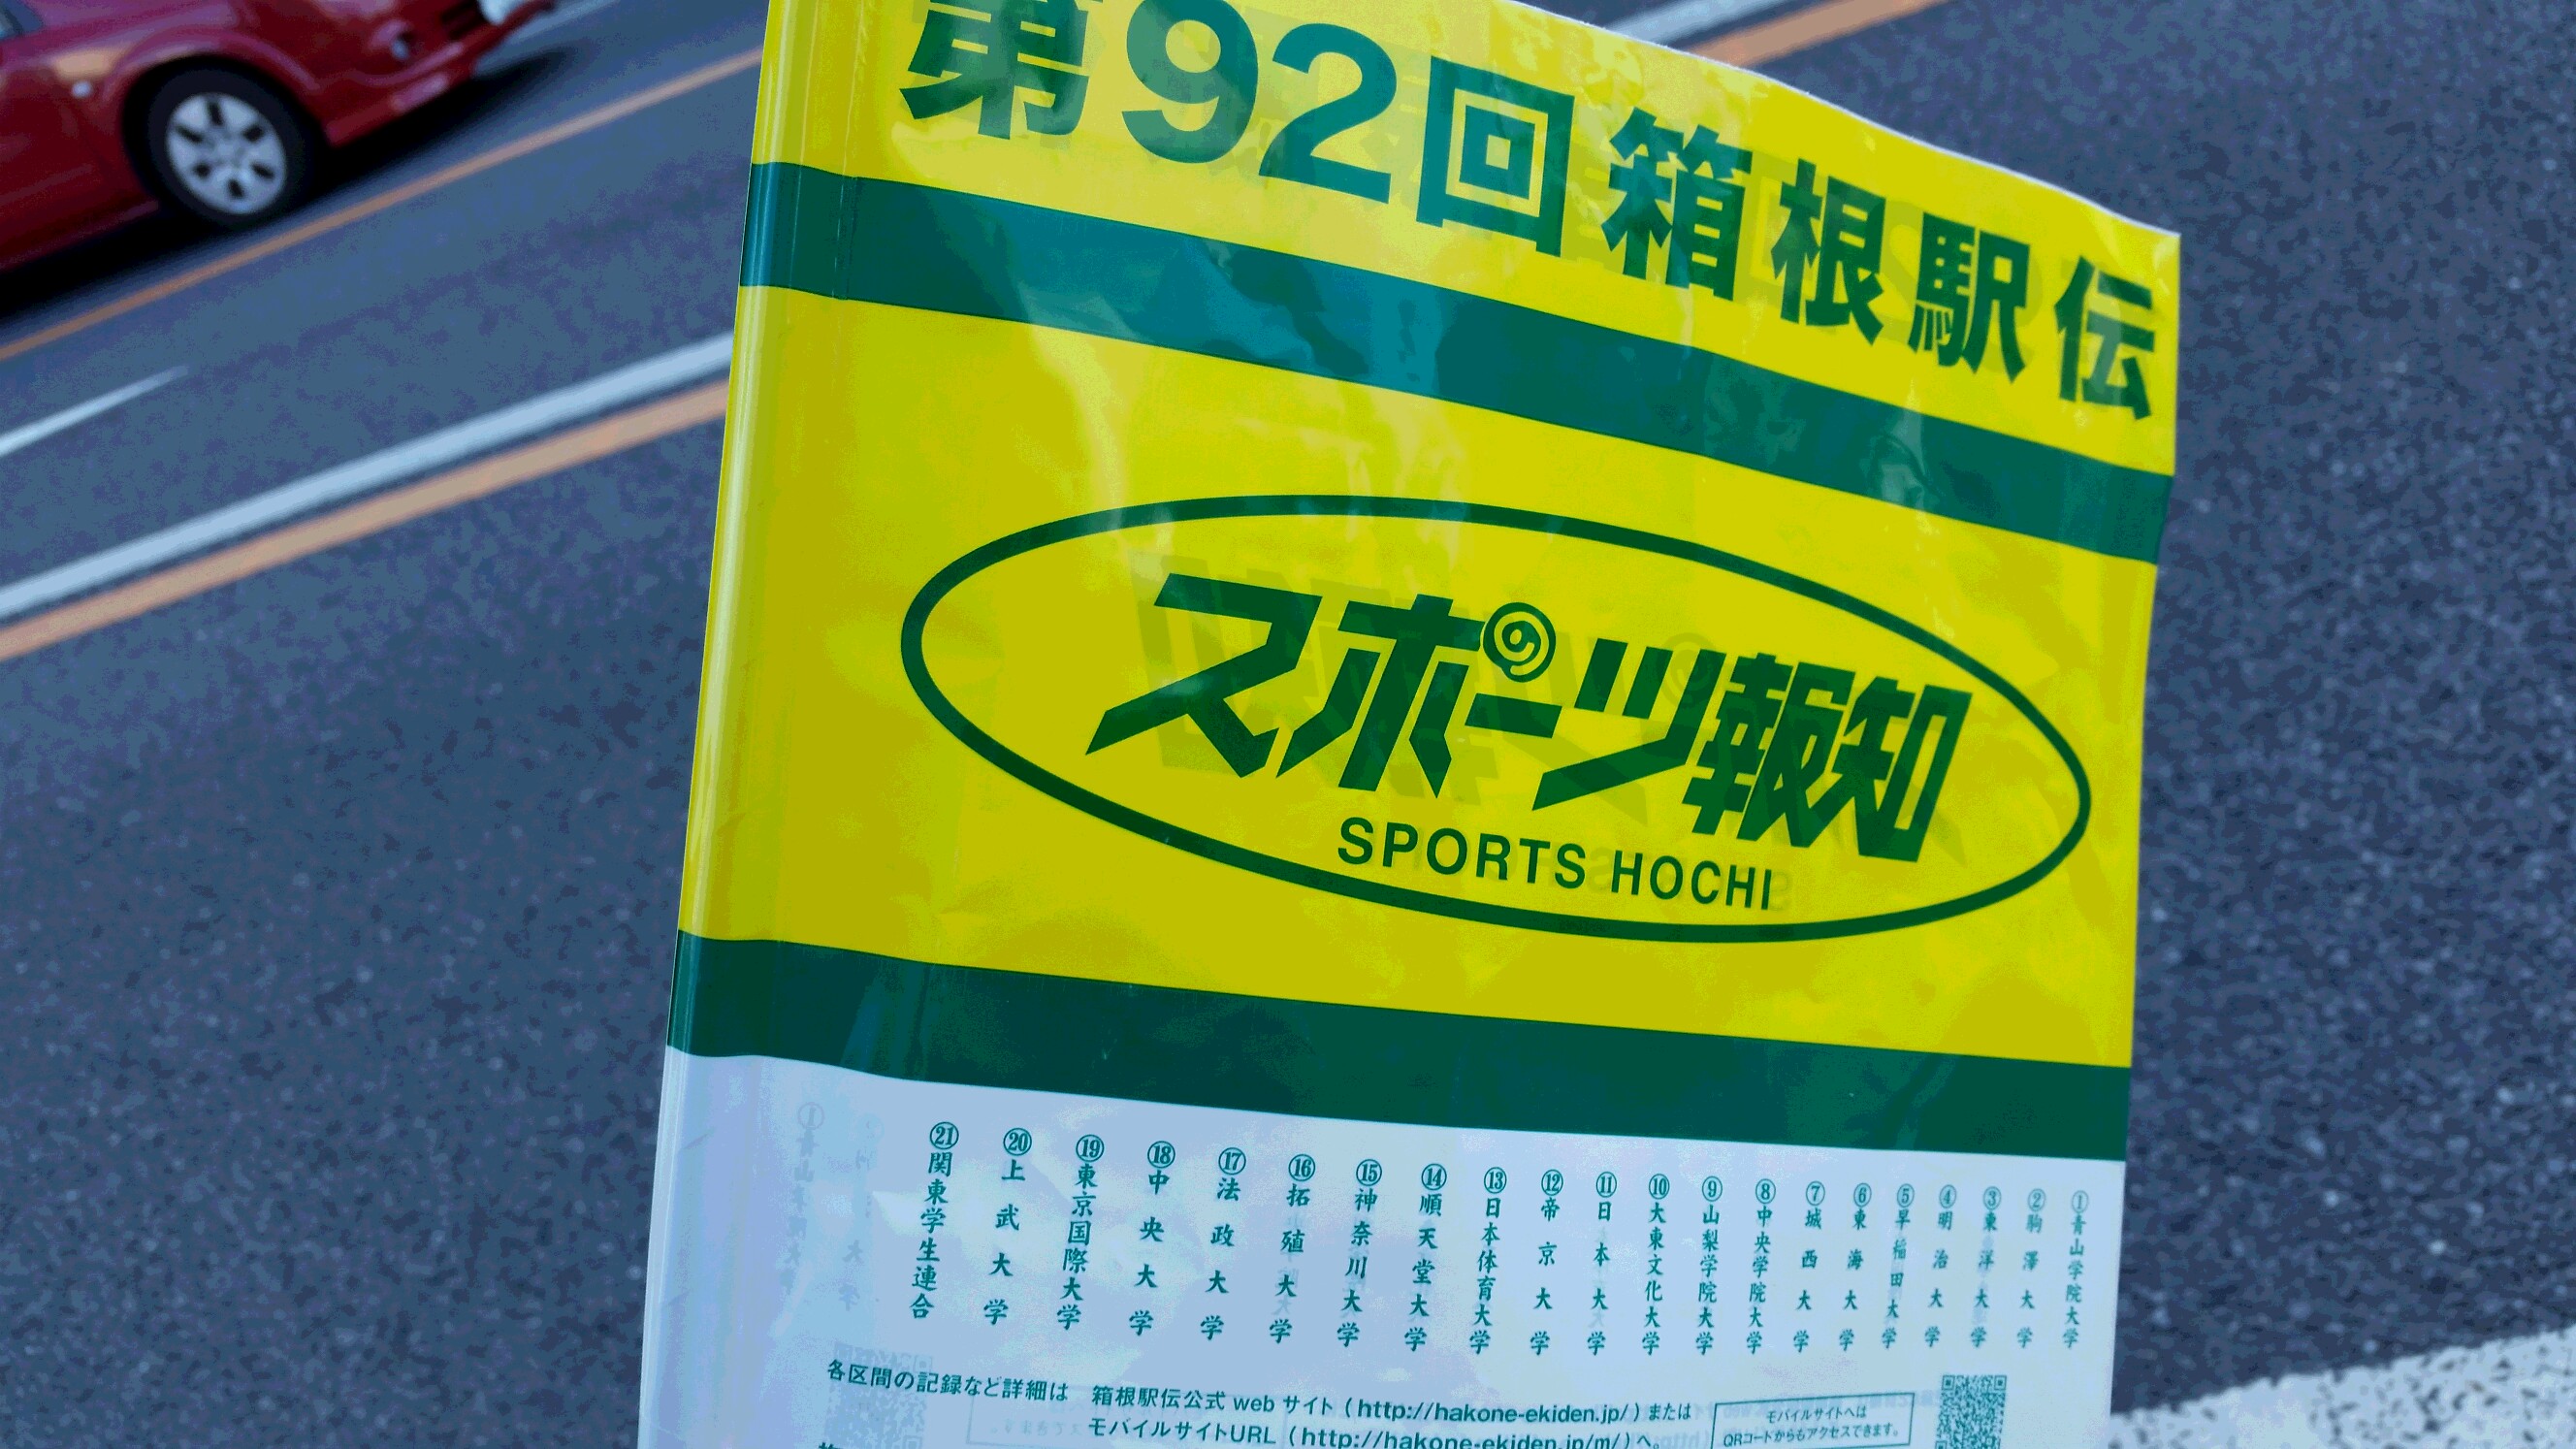 第92回箱根駅伝
スポーツ報知
SPORTS HOCHI
①青山学院大学
②駒澤大学
③東洋大学
④明治大学
⑤早稲田大学
⑥東海大学
⑦城西大学
⑧中央学院大学
⑨山梨学院大学
⑩大東文化大学
⑪日本大学
⑫帝京大学
⑬日本体育大学
⑭順天堂大学
⑮神奈川大学
⑯拓殖大学
⑰法政大学
⑱中央大学
⑲東京国際大学
⑳上武大学
㉑関東学生連合
各区間の記録など詳細は 箱根駅伝公式 web サイト（http://hakone-ekiden.jp/）または
モバイルサイトURL（http://hakone-ekiden.jp/m/）へ。
モバイルサイトへは
QRコードからもアクセスできます。